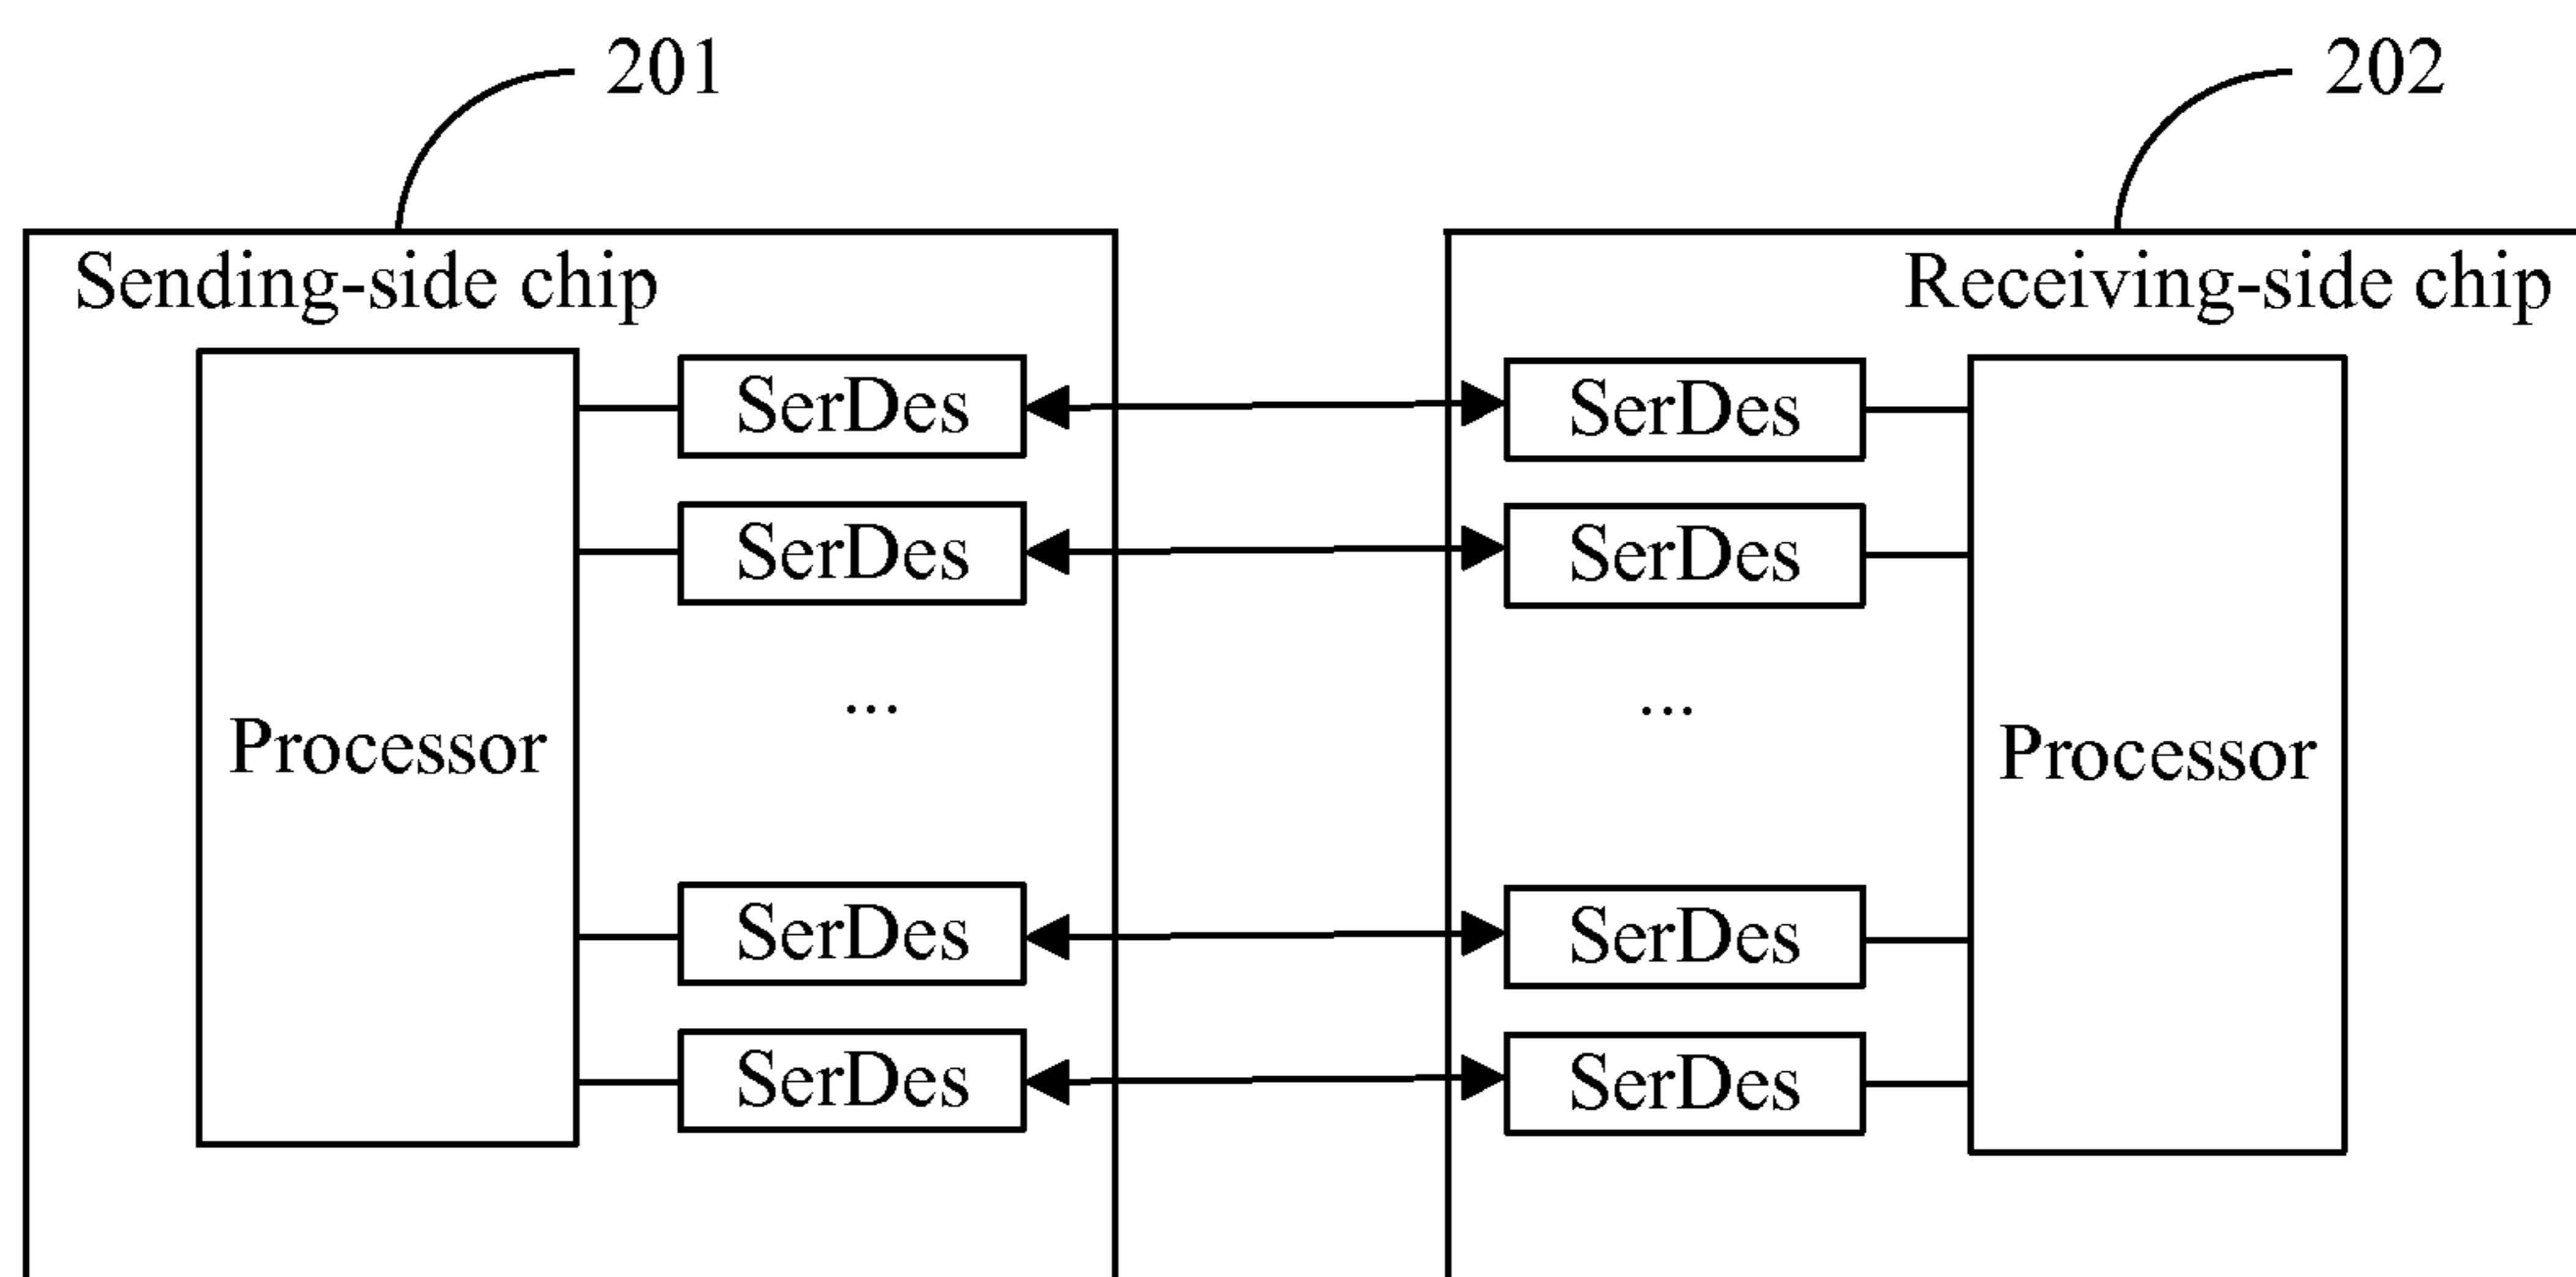 201
202
Sending-side chip
Receiving-side chip
SerDes
SerDes
SerDes
SerDes
...
...
Processor
Processor
SerDes
SerDes
SerDes
SerDes